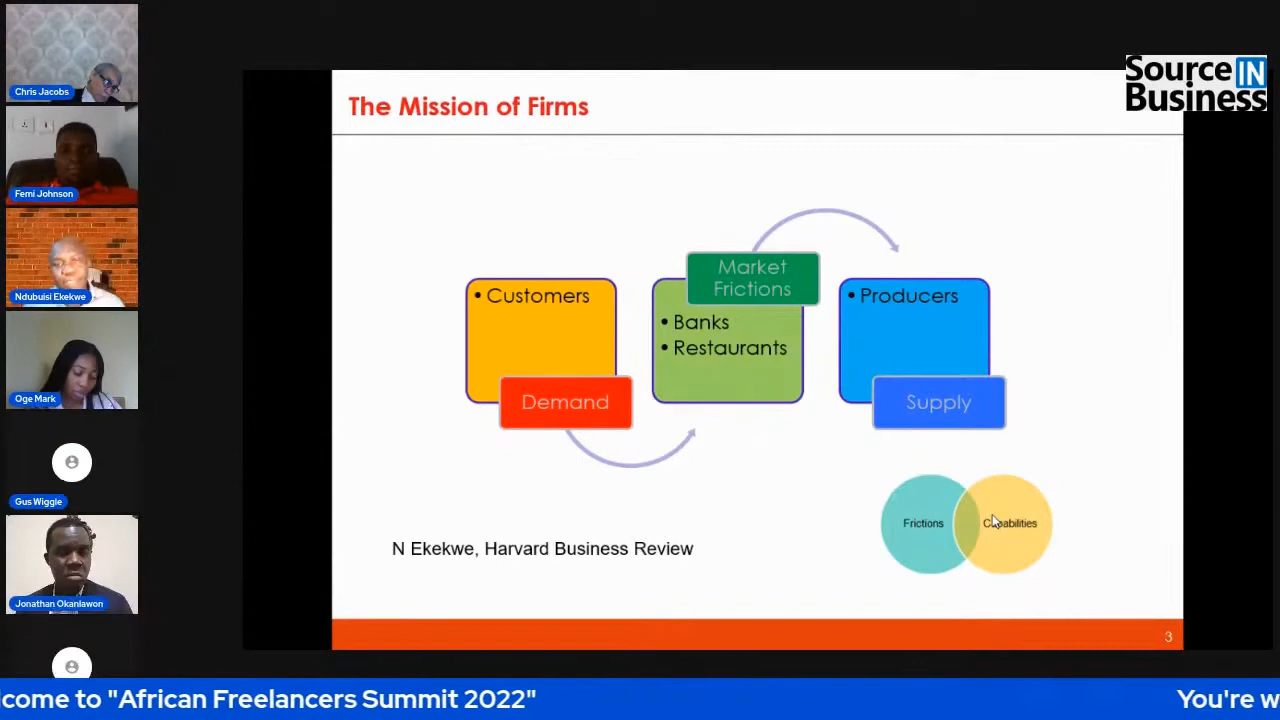 Chris Jacobs
Femi Johnson
Ndubuisi Ekekwe
Oge Mark
Gus Wiggle
Jonathan Okanlawon
Source IN
Business
The Mission of Firms
Market
Frictions
• Customers
• Banks
• Restaurants
• Producers
Demand
Supply
Frictions
Capabilities
N Ekekwe, Harvard Business Review
3
lcome to "African Freelancers Summit 2022"
You're w